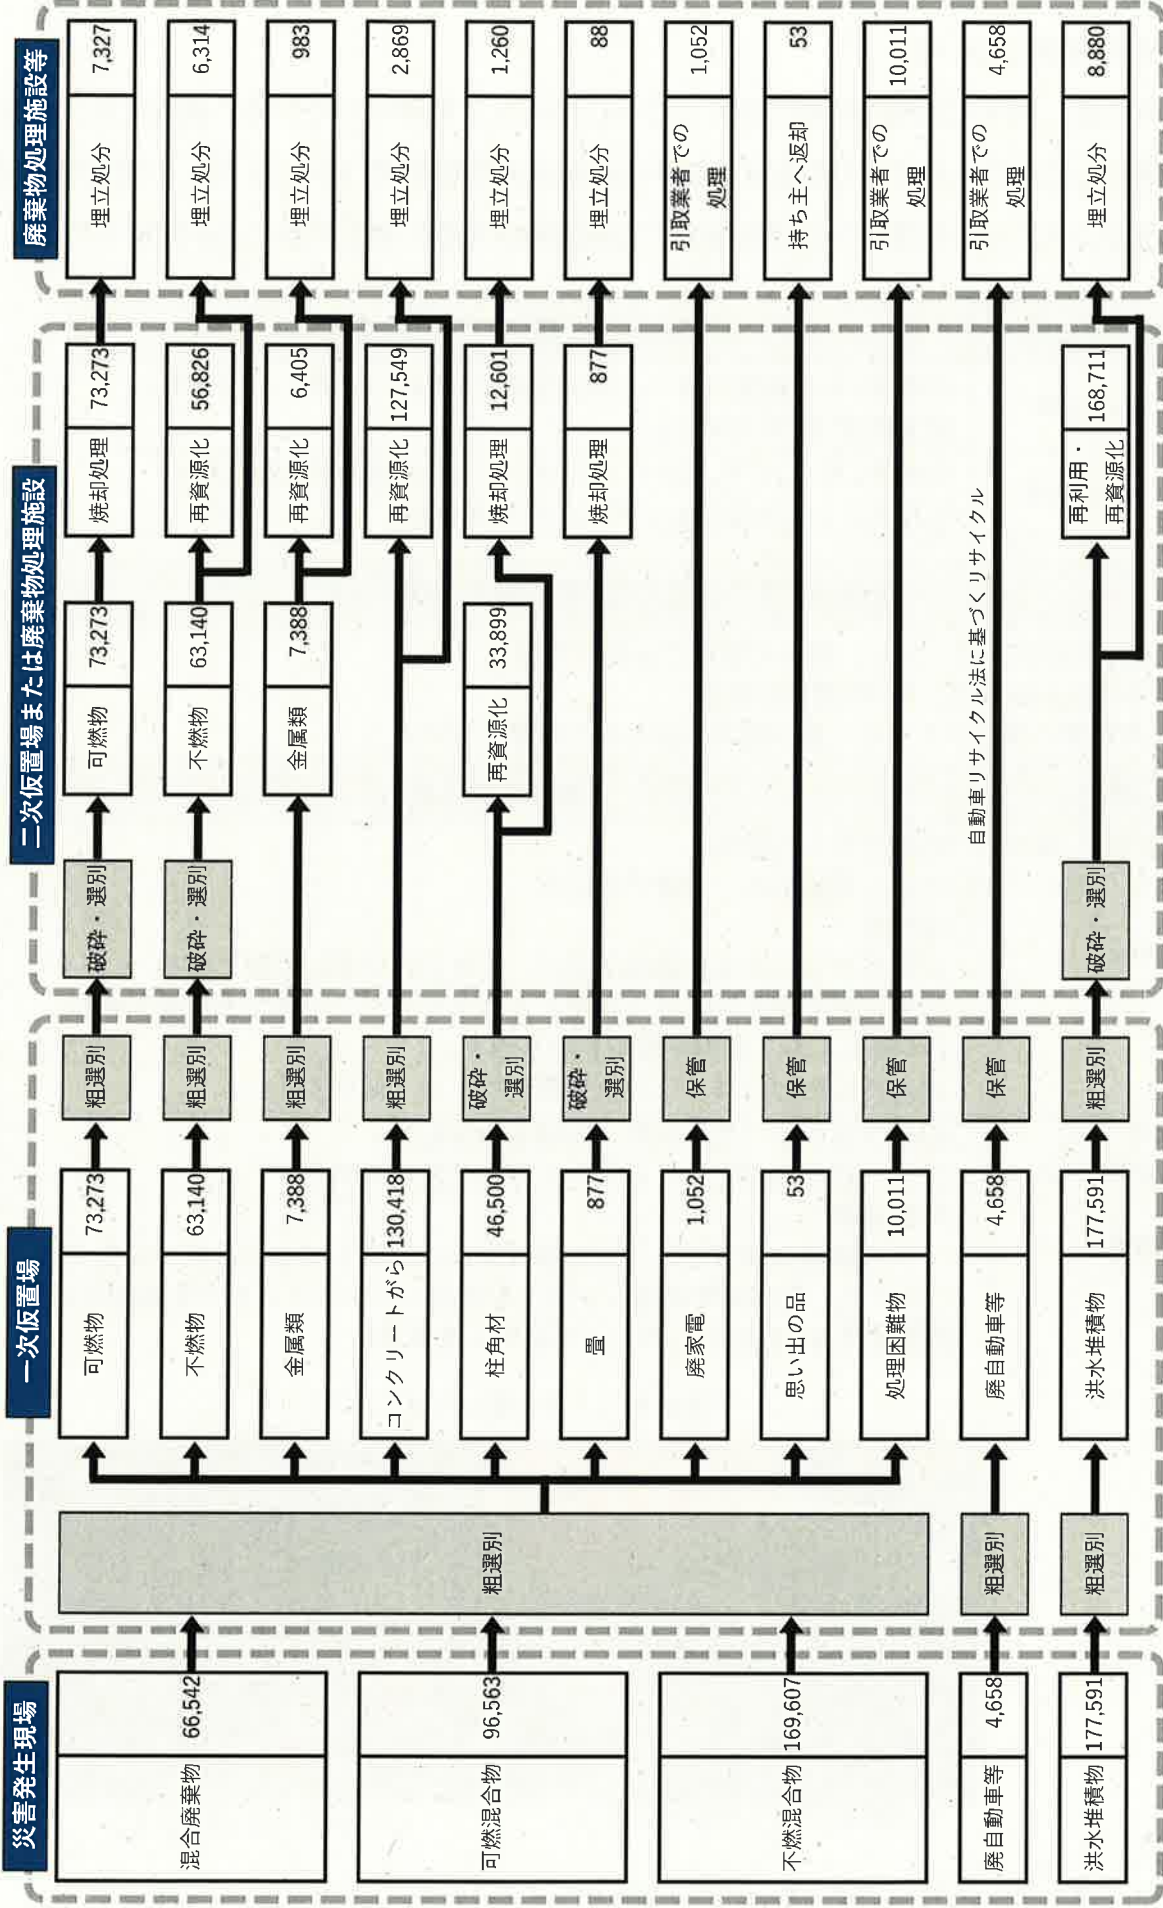 災害発生現場
混合廃棄物 66,542
可燃混合物 96,563
不燃混合物 169,607
廃自動車等 4,658
洪水堆積物 177,591
一次仮置場
粗選別
粗選別
粗選別
可燃物 73,273
粗選別
不燃物 63,140
粗選別
金属類 7,388
粗選別
コンクリートがら 130,418
粗選別
柱角材 46,500
破砕・
選別
畳 877
破砕・
選別
廃家電 1,052
保管
思い出の品 53
保管
処理困難物 10,011
保管
廃自動車等 4,658
保管
洪水堆積物 177,591
粗選別
二次仮置場または廃棄物処理施設
破砕・選別
可燃物 73,273
焼却処理 73,273
破砕・選別
不燃物 63,140
再資源化 56,826
金属類 7,388
再資源化 6,405
再資源化 127,549
再資源化 33,899
焼却処理 12,601
焼却処理 877
自動車リサイクル法に基づくリサイクル
破砕・選別
再利用・
再資源化 168,711
廃棄物処理施設等
埋立処分 7,327
埋立処分 6,314
埋立処分 983
埋立処分 2,869
埋立処分 1,260
埋立処分 88
引取業者での
処理 1,052
持ち主へ返却 53
引取業者での
処理 10,011
引取業者での
処理 4,658
埋立処分 8,880